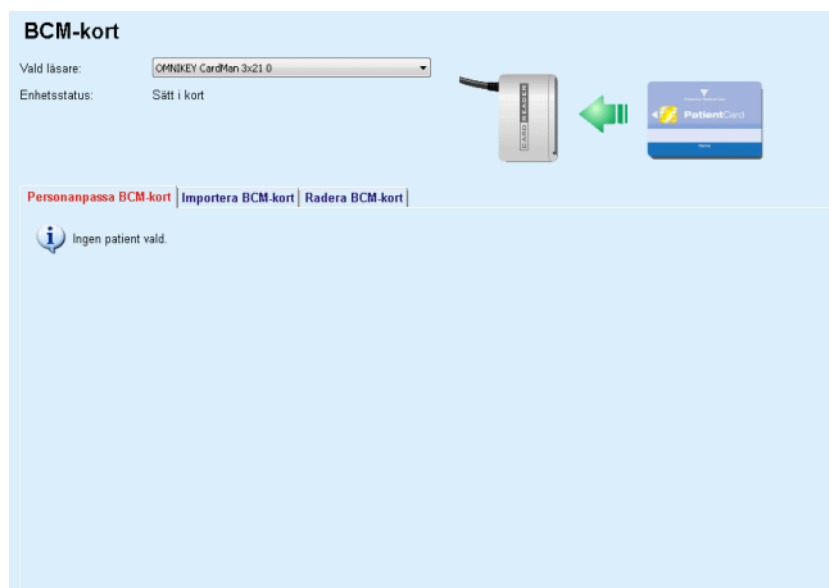 BCM-kort
Vald läsare:
OMNIKEY CardMan 3x21 0
Enhetsstatus:
Sätt i kort
CARD READER
PatientCard
Name
Personanpassa BCM-kort
Importera BCM-kort
Radera BCM-kort
Ingen patient vald.